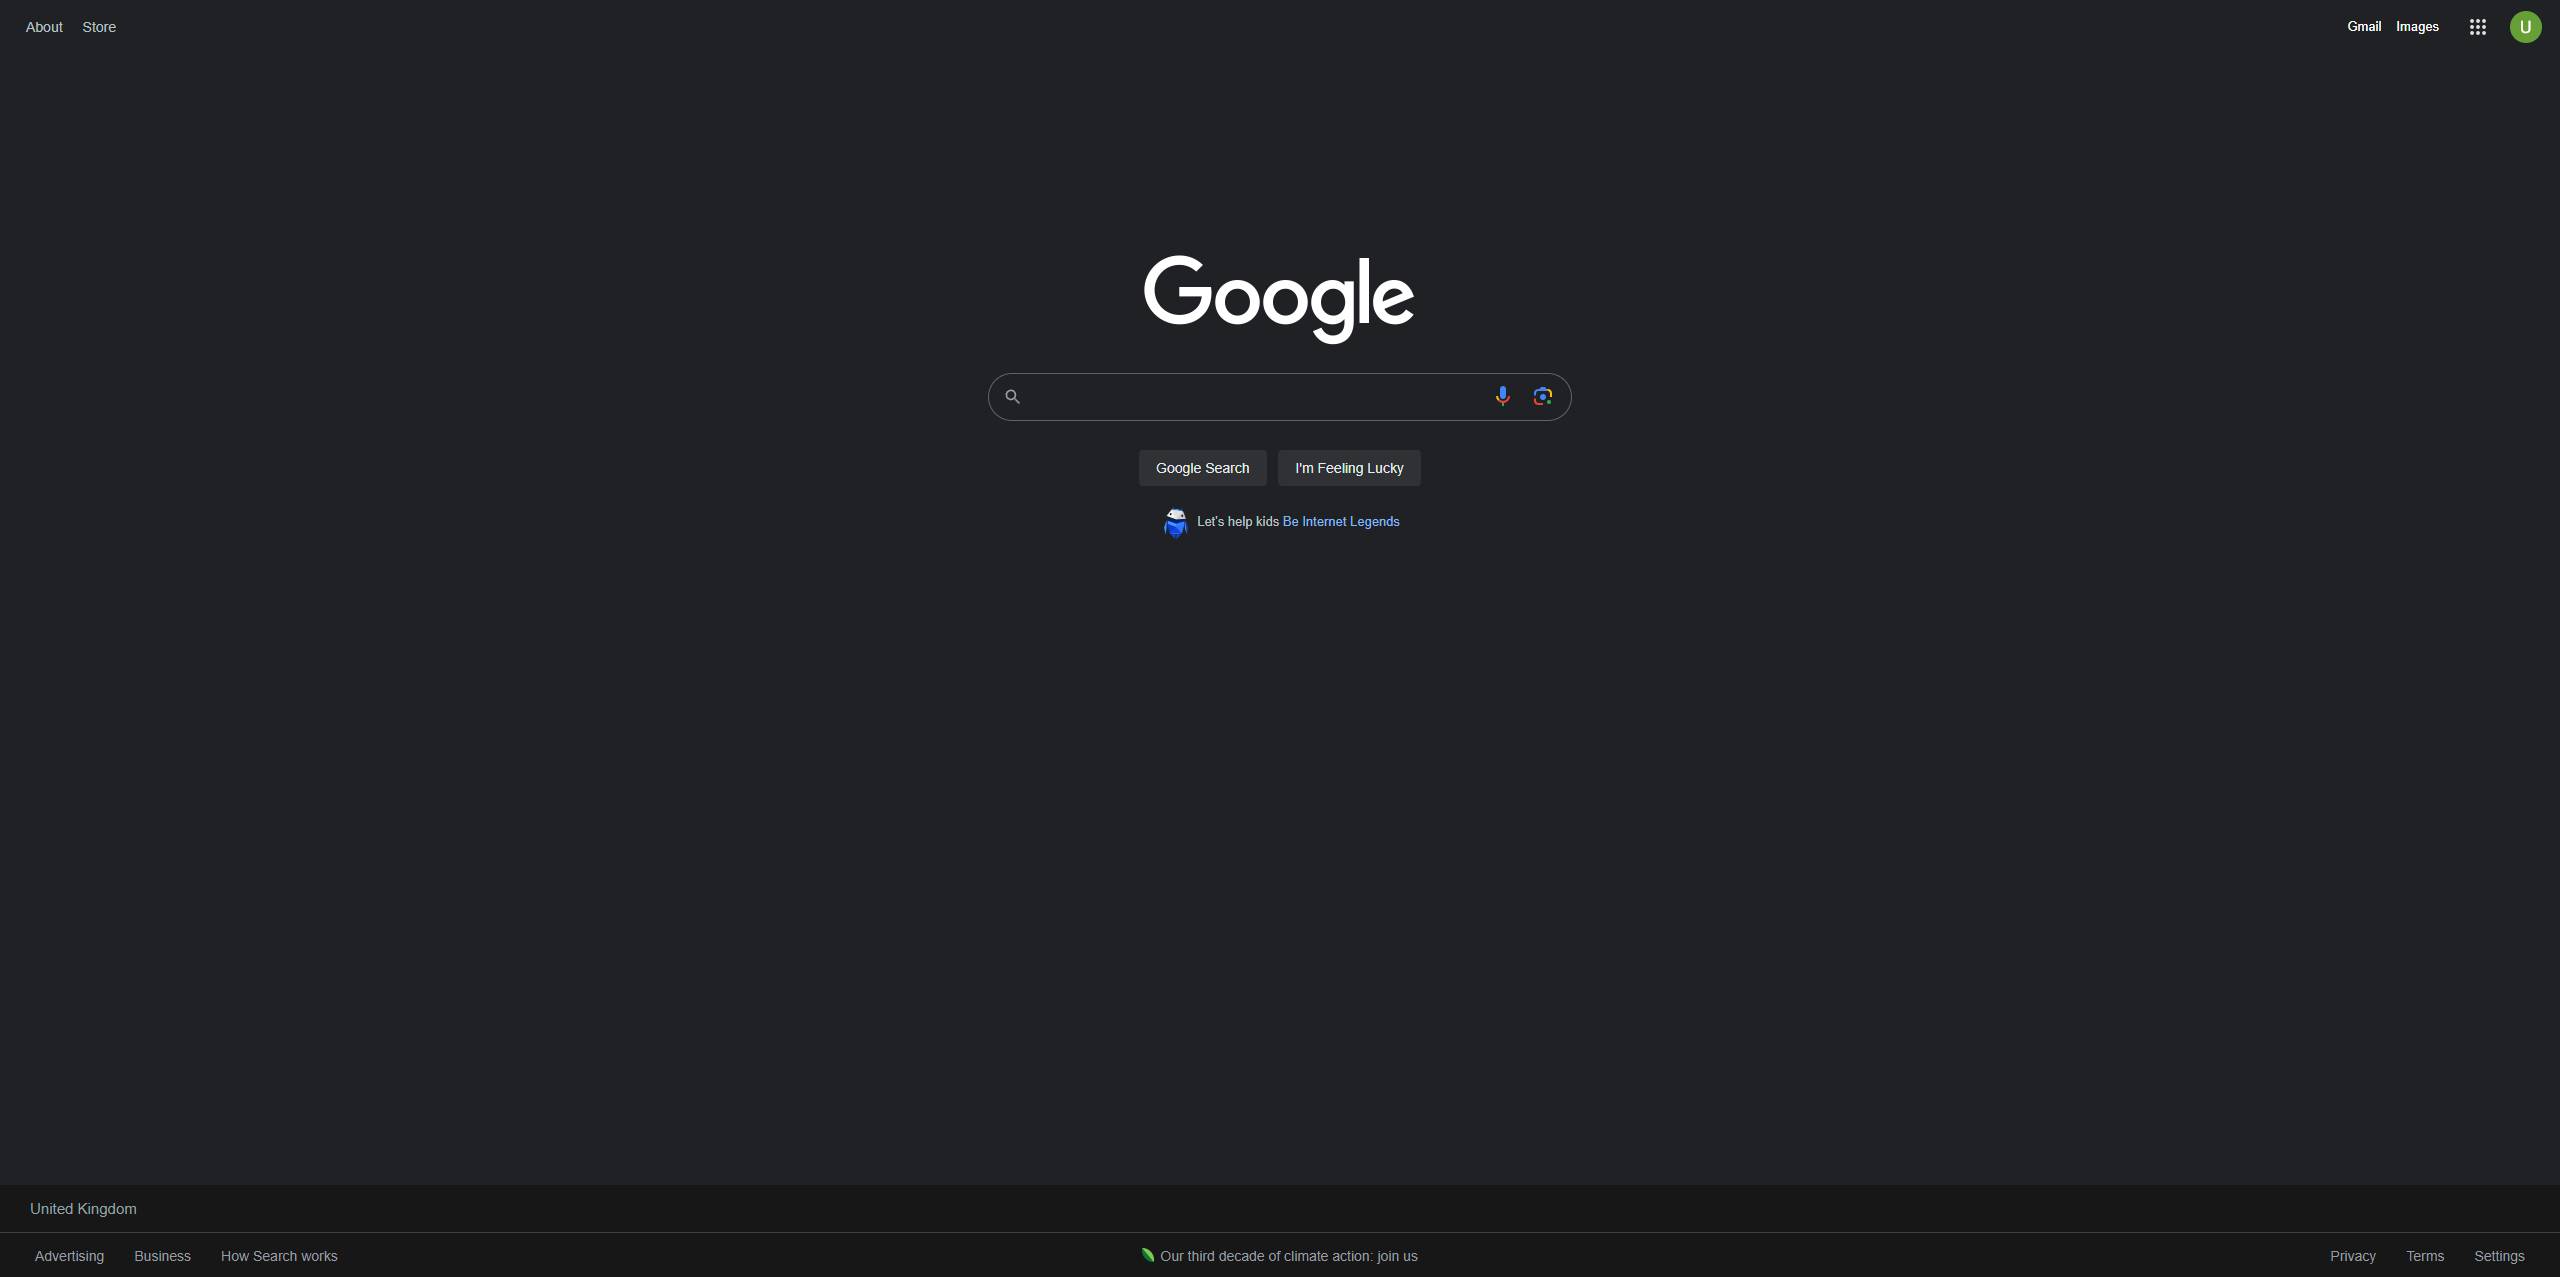 About Store
Gmail Images
U
Google
Google Search
I'm Feeling Lucky
Let's help kids Be Internet Legends
United Kingdom
Advertising Business How Search works
Our third decade of climate action: join us
Privacy Terms Settings